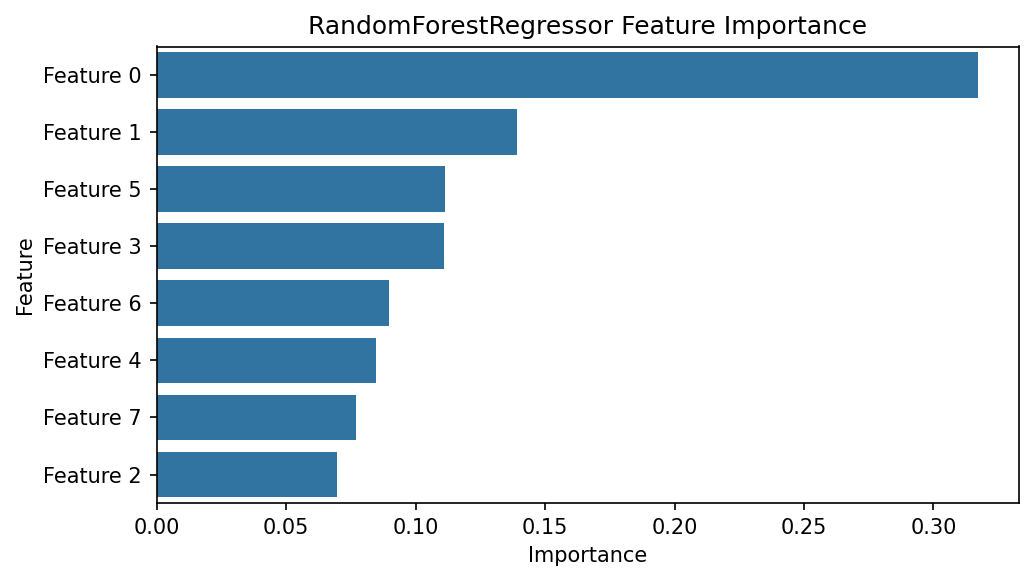 RandomForestRegressor Feature Importance
Feature
Feature 0
Feature 1
Feature 5
Feature 3
Feature 6
Feature 4
Feature 7
Feature 2
0.00 0.05 0.10 0.15 0.20 0.25 0.30
Importance